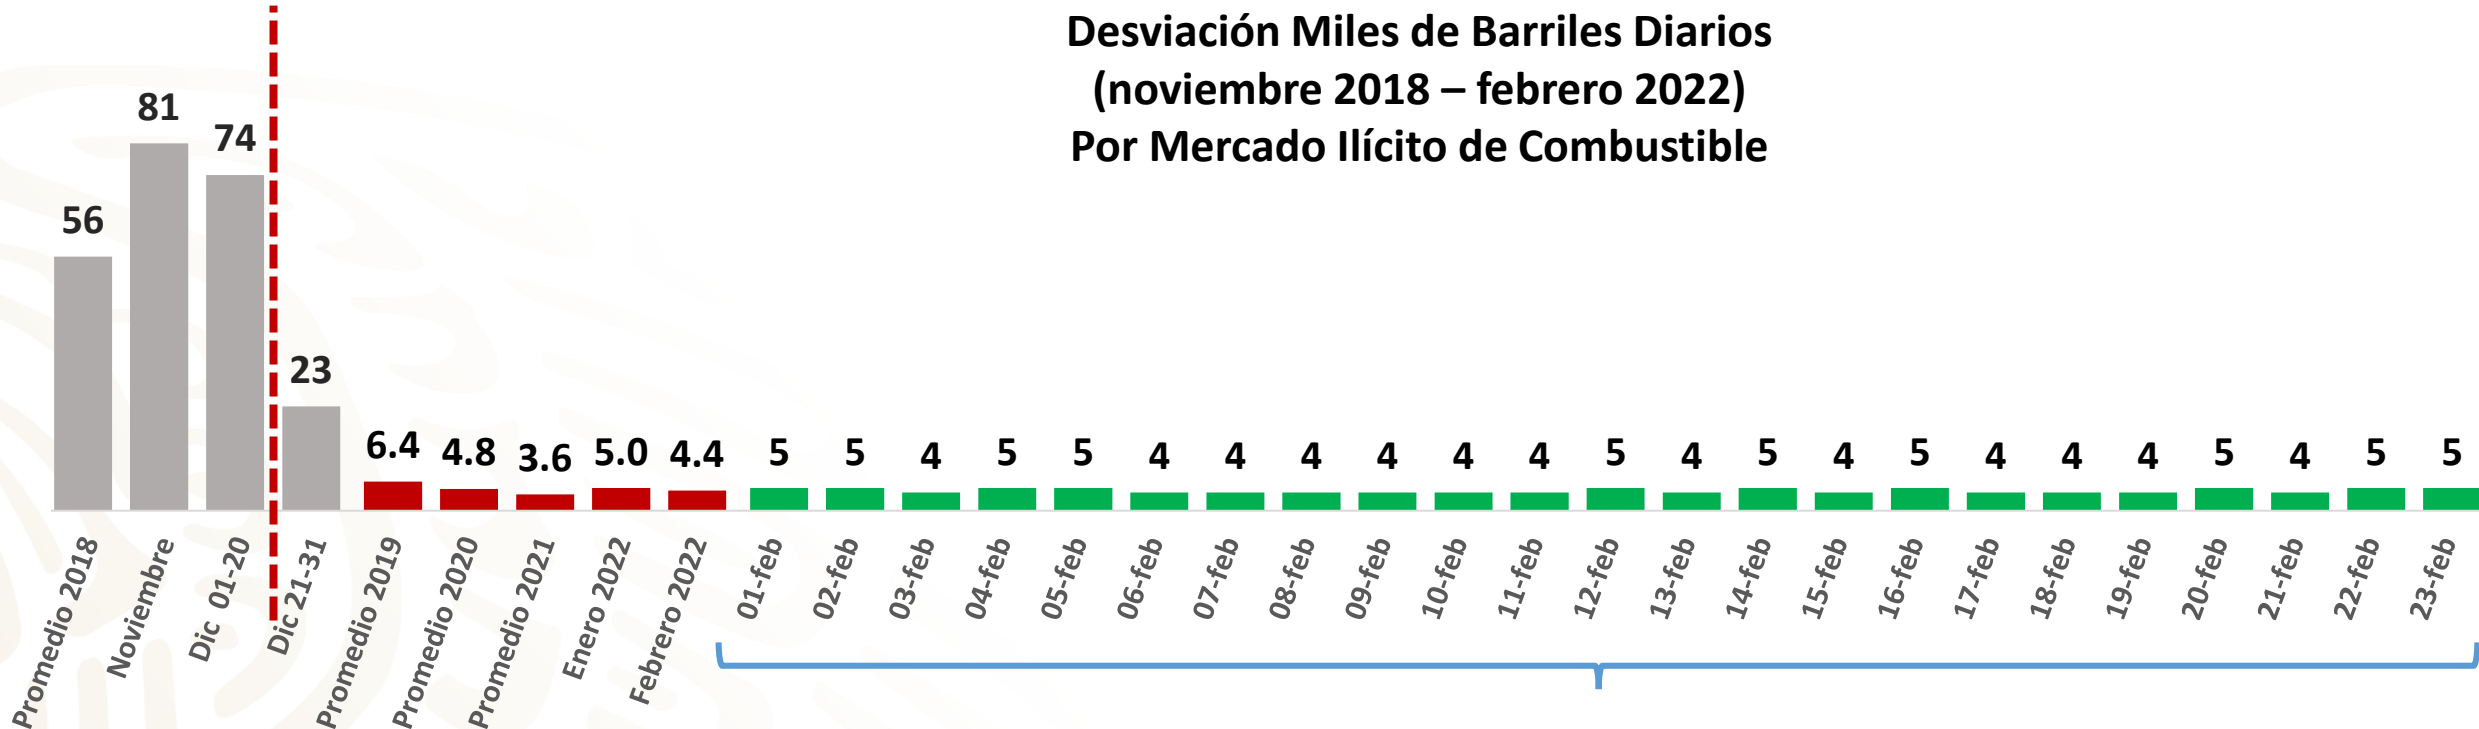 Desviación Miles de Barriles Diarios
(noviembre 2018 – febrero 2022)
Por Mercado Ilícito de Combustible
56
81
74
23
6.4
4.8
3.6
5.0
4.4
5
5
4
5
5
4
4
4
4
4
4
5
4
5
4
5
4
4
4
5
4
5
5
Promedio 2018
Noviembre
Dic 01-20
Dic 21-31
Promedio 2019
Promedio 2020
Promedio 2021
Enero 2022
Febrero 2022
01-feb
02-feb
03-feb
04-feb
05-feb
06-feb
07-feb
08-feb
09-feb
10-feb
11-feb
12-feb
13-feb
14-feb
15-feb
16-feb
17-feb
18-feb
19-feb
20-feb
21-feb
22-feb
23-feb